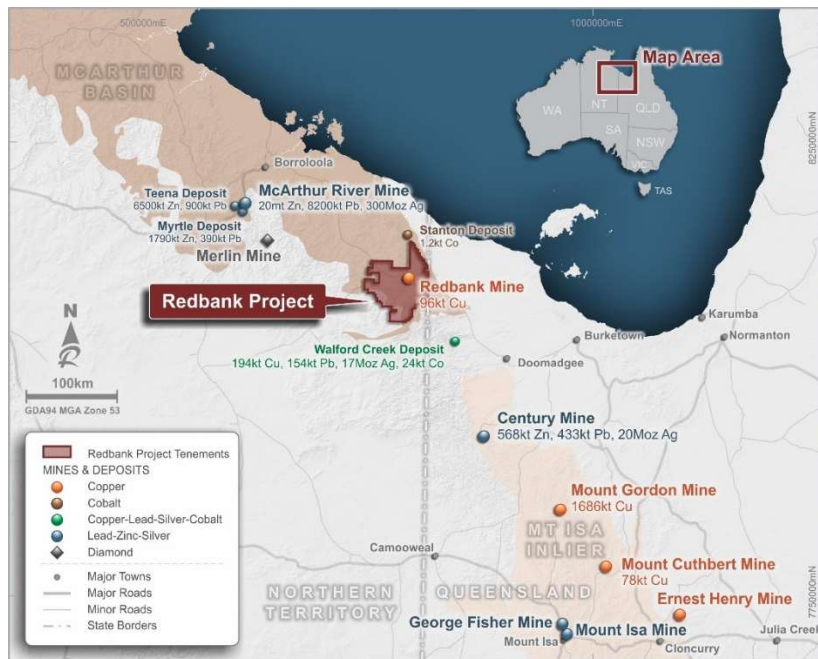 500000mE
1000000mE
MCARTHUR
BASIN
Map Area
WA
NT
QLD
SA
NSW
VIC
TAS
8250000mN
Borroloola
Teena Deposit
6500kt Zn, 900kt Pb
McArthur River Mine
20mt Zn, 8200kt Pb, 300Moz Ag
Myrtle Deposit
1790kt Zn, 390kt Pb
Merlin Mine
Stanton Deposit
1.2kt Co
Redbank Mine
96kt Cu
Redbank Project
N
100km
GDA94 MGA Zone 53
Walford Creek Deposit
194kt Cu, 154kt Pb, 17Moz Ag, 24kt Co
Karumba
Burketown
Normanton
Doomadgee
Century Mine
568kt Zn, 433kt Pb, 20Moz Ag
Mount Gordon Mine
1686kt Cu
MT ISA
INLIER
Camooweal
Mount Cuthbert Mine
78kt Cu
NORTHERN
TERRITORY
QUEENSLAND
Ernest Henry Mine
7750000mN
George Fisher Mine
Mount Isa
Mount Isa Mine
Cloncurry
Julia Creek
Redbank Project Tenements
MINES & DEPOSITS
Copper
Cobalt
Copper-Lead-Silver-Cobalt
Lead-Zinc-Silver
Diamond
Major Towns
Major Roads
Minor Roads
State Borders